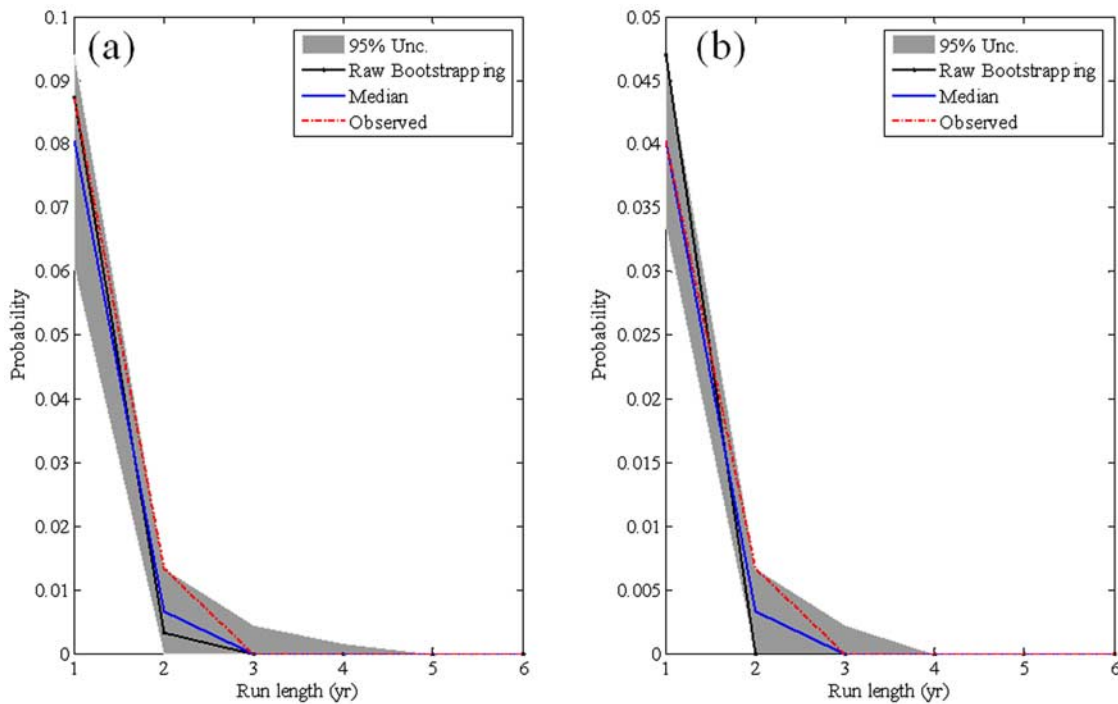 (a)
95% Unc.
Raw Bootstrapping
Median
Observed
0.1
0.09
0.08
0.07
0.06
0.05
0.04
0.03
0.02
0.01
0
Probability
1 2 3 4 5 6
Run length (yr)
(b)
95% Unc.
Raw Bootstrapping
Median
Observed
0.05
0.045
0.04
0.035
0.03
0.025
0.02
0.015
0.01
0.005
0
Probability
1 2 3 4 5 6
Run length (yr)